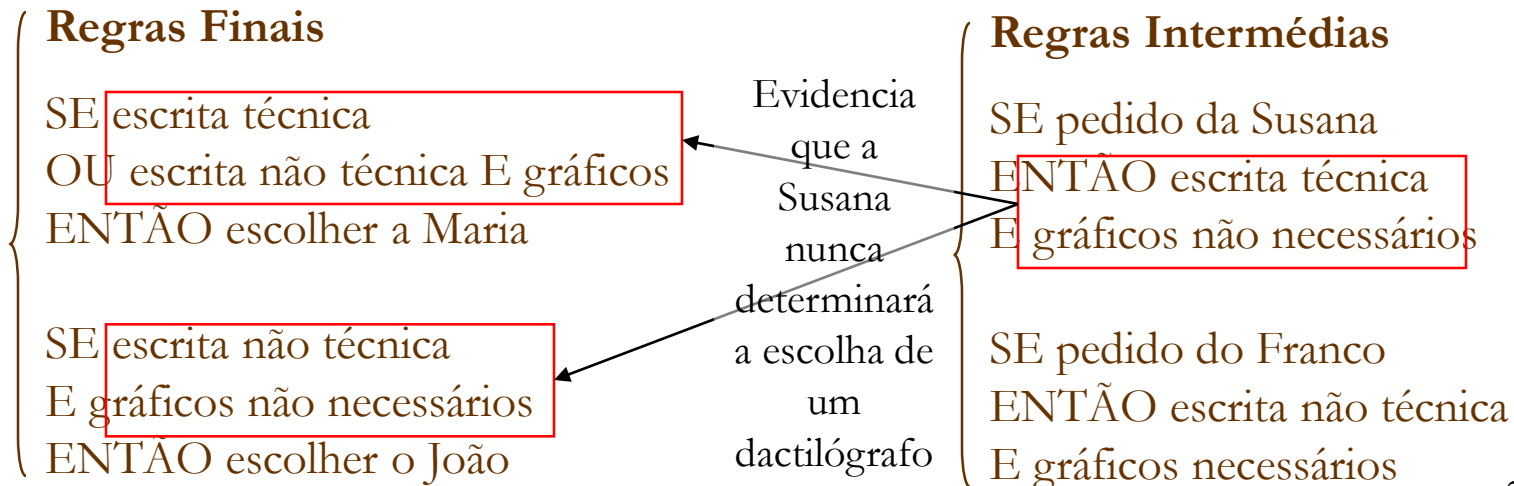 Regras Finais
SE escrita técnica
OU escrita não técnica E gráficos
ENTÃO escolher a Maria
SE escrita não técnica
E gráficos não necessários
ENTÃO escolher o João
Evidencia
que a
Susana
nunca
determinará
a escolha de
um
dactilógrafo
Regras Intermédias
SE pedido da Susana
ENTÃO escrita técnica
E gráficos não necessários
SE pedido do Franco
ENTÃO escrita não técnica
E gráficos necessários